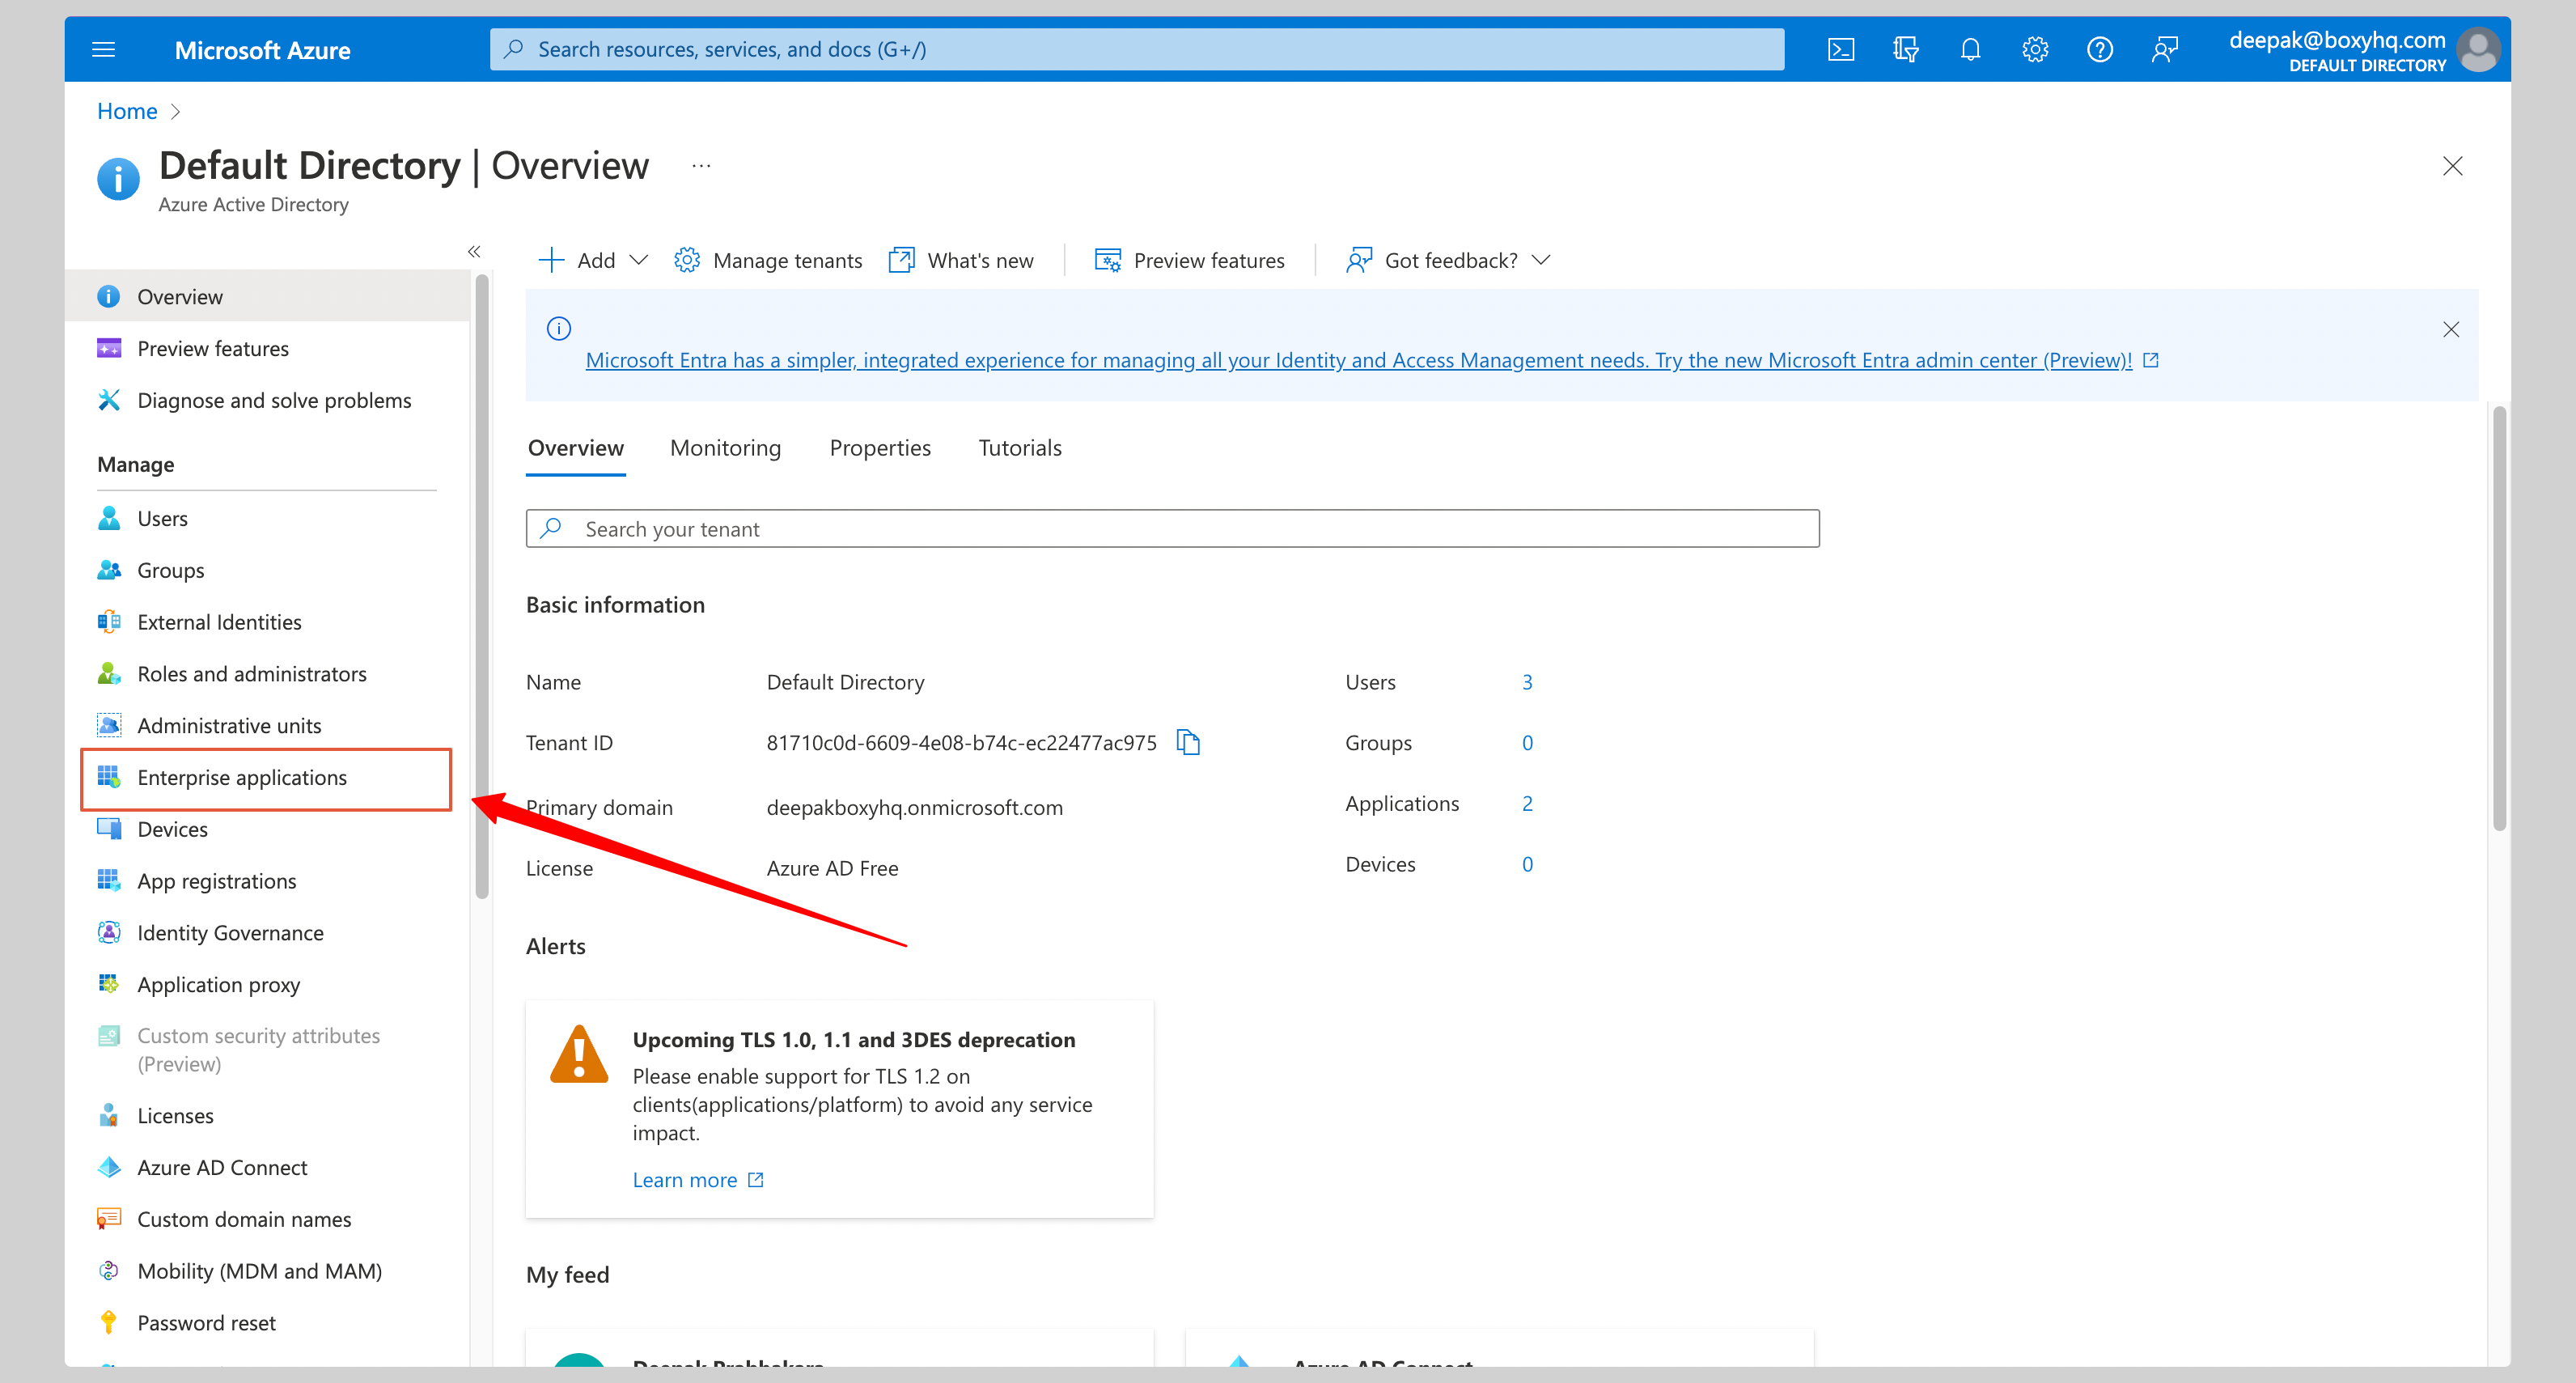 Microsoft Azure
Search resources, services, and docs (G+/)
deepak@boxyhq.com
DEFAULT DIRECTORY
Home
Default Directory | Overview ...
Azure Active Directory
Overview
Preview features
Diagnose and solve problems
Manage
Users
Groups
External Identities
Roles and administrators
Administrative units
Enterprise applications
Devices
App registrations
Identity Governance
Application proxy
Custom security attributes
(Preview)
Licenses
Azure AD Connect
Custom domain names
Mobility (MDM and MAM)
Password reset
Add
Manage tenants
What's new
Preview features
Got feedback?
Microsoft Entra has a simpler, integrated experience for managing all your Identity and Access Management needs. Try the new Microsoft Entra admin center (Preview)!
Overview
Monitoring
Properties
Tutorials
Search your tenant
Basic information
Name Default Directory Users 3
Tenant ID 81710c0d-6609-4e08-b74c-ec22477ac975 Groups 0
Primary domain deepakboxyhq.onmicrosoft.com Applications 2
License Azure AD Free Devices 0
Alerts
Upcoming TLS 1.0, 1.1 and 3DES deprecation
Please enable support for TLS 1.2 on
clients(applications/platform) to avoid any service
impact.
Learn more
My feed
Deepak Prabhakara
Azure AD Connect